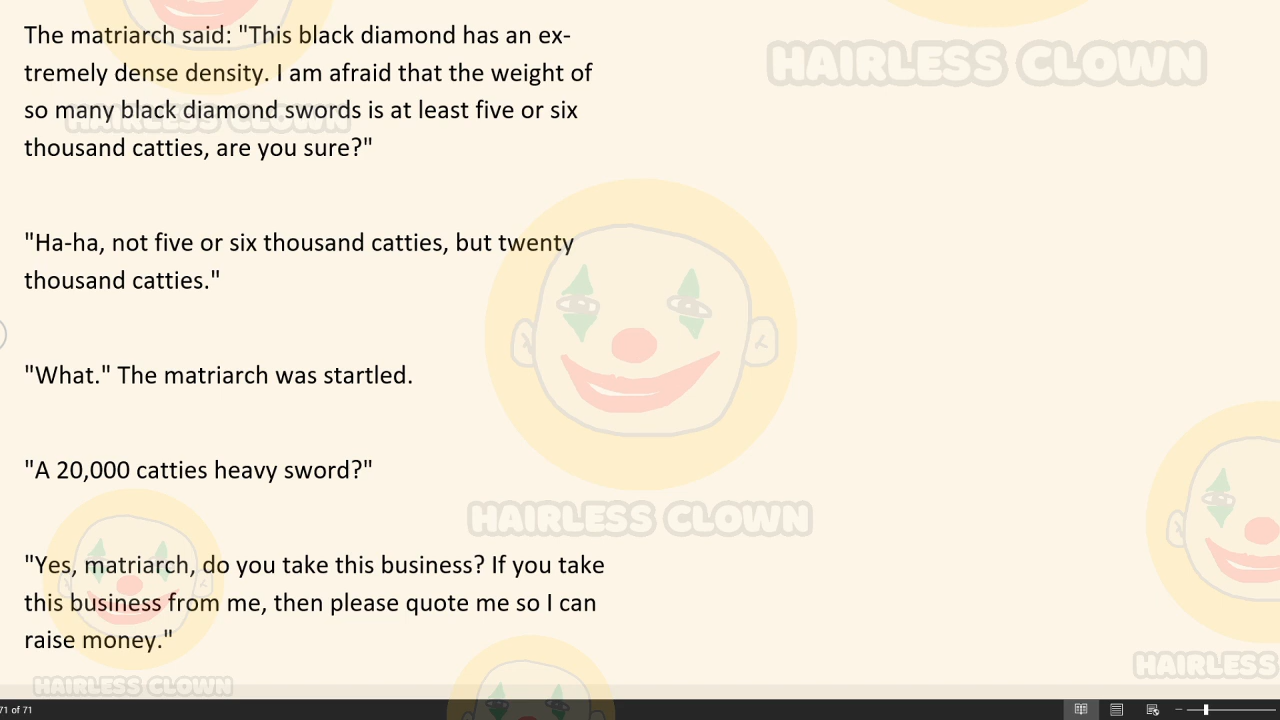 The matriarch said: "This black diamond has an ex-
tremely dense density. I am afraid that the weight of
so many black diamond swords is at least five or six
thousand catties, are you sure?"
"Ha-ha, not five or six thousand catties, but twenty
thousand catties."
"What." The matriarch was startled.
"A 20,000 catties heavy sword?"
"Yes, matriarch, do you take this business? If you take
this business from me, then please quote me so I can
raise money."
HAIRLESS CLOWN
HAIRLESS CLOWN
HAIRLESS CLOWN
HAIRLESS CLOWN
HAIRLESS
71 of 71